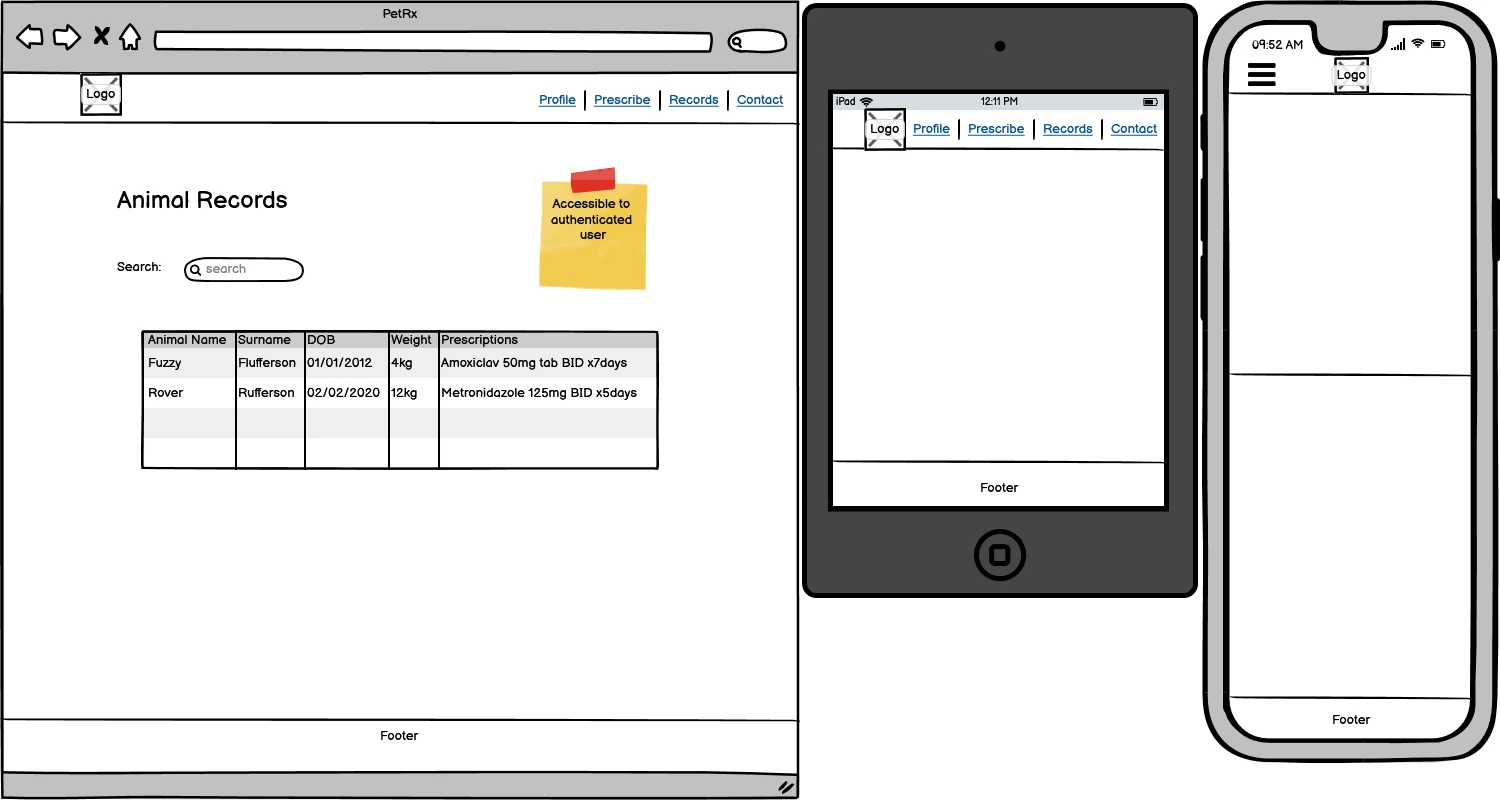 PetRx
Logo
Profile | Prescribe | Records | Contact
Animal Records
Accessible to
authenticated
user
Search: search
Animal Name Surname DOB Weight Prescriptions
Fuzzy Flufferson 01/01/2012 4kg Amoxiclav 50mg tab BID x7days
Rover Rufferson 02/02/2020 12kg Metronidazole 125mg BID x5days
Footer
iPad 12:11 PM
Logo Profile | Prescribe | Records | Contact
Footer
09:52 AM
Logo
Footer